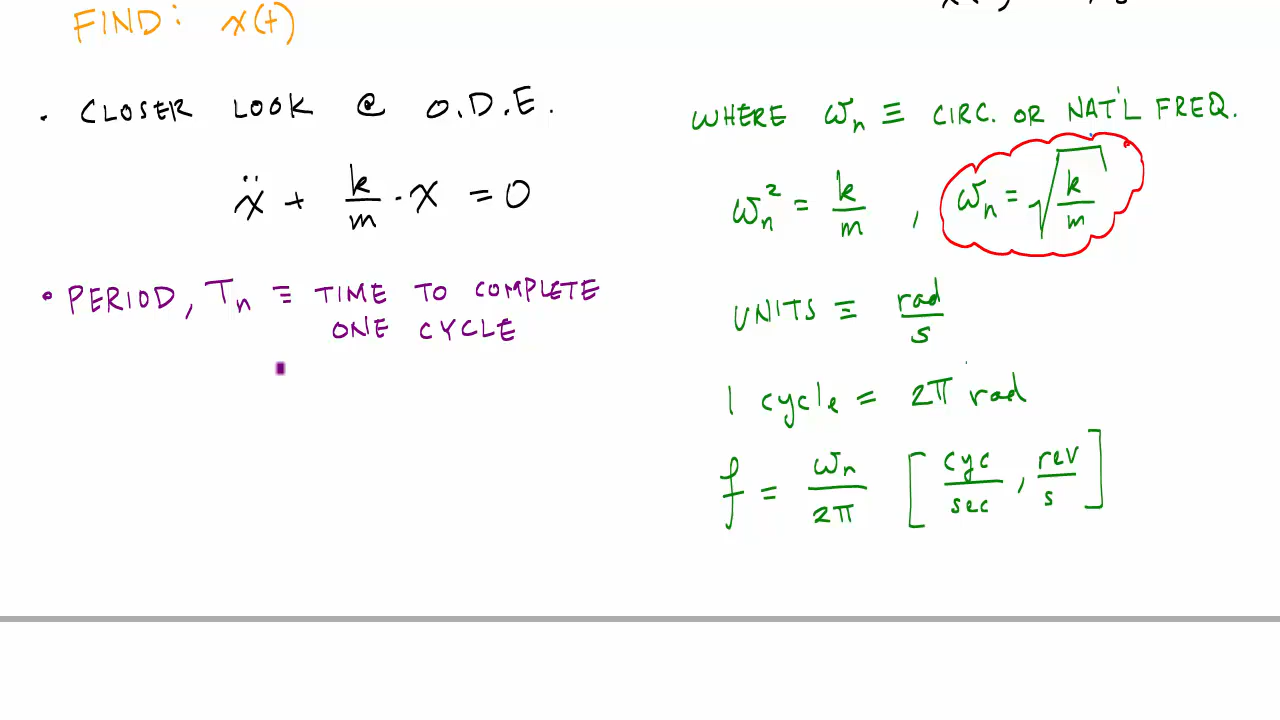 FIND: x(t)
• CLOSER LOOK @ O.D.E.
ẍ + k/m · x = 0
• PERIOD, Tₙ ≡ TIME TO COMPLETE
ONE CYCLE
WHERE ωₙ ≡ CIRC. OR NAT'L FREQ.
ωₙ² = k/m , ωₙ = √(k/m)
UNITS ≡ rad/s
1 cycle = 2π rad
f = ωₙ/2π [cyc/sec, rev/s]